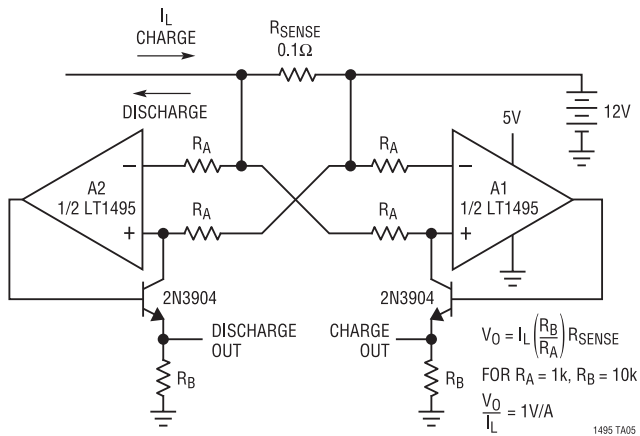 I_L
CHARGE
R_SENSE
0.1Ω
DISCHARGE
12V
5V
R_A
R_A
A2
1/2 LT1495
A1
1/2 LT1495
R_A
R_A
−
+
−
+
2N3904
2N3904
DISCHARGE
OUT
CHARGE
OUT
R_B
R_B
V_O = I_L (R_B/R_A) R_SENSE
FOR R_A = 1k, R_B = 10k
V_O/I_L = 1V/A
1495 TA05